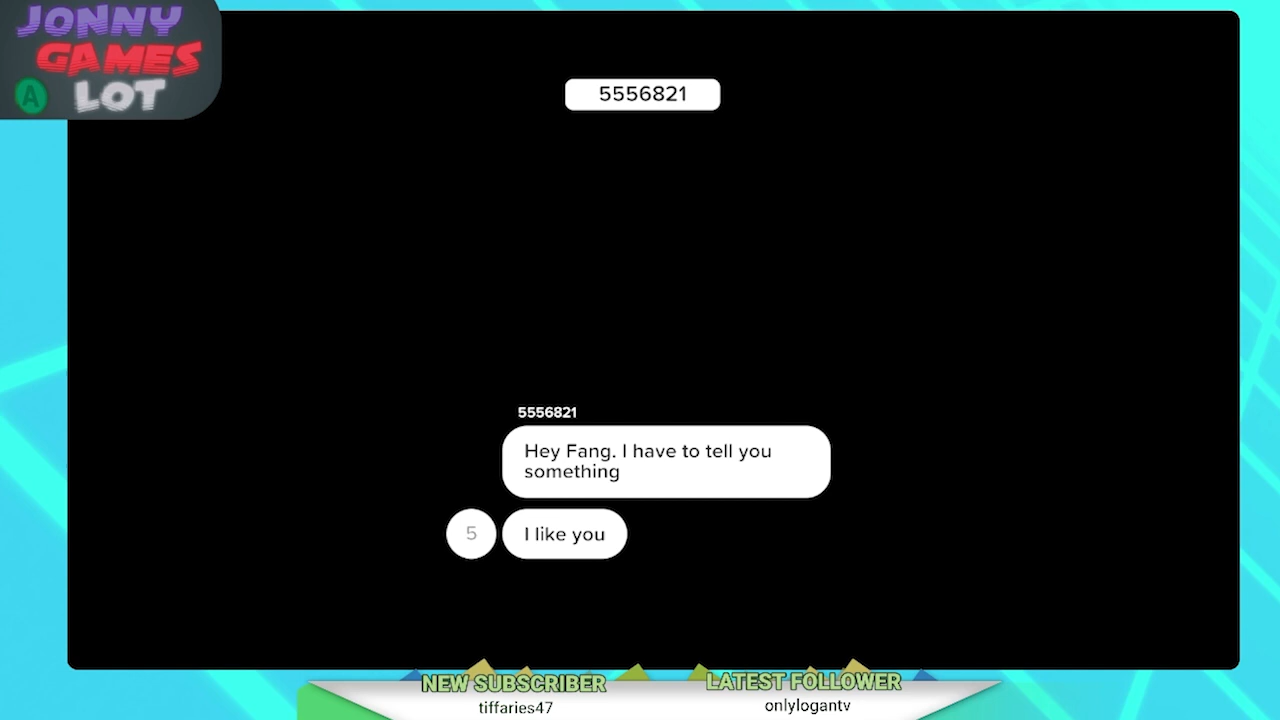 JONNY
GAMES
A LOT
5556821
5556821
Hey Fang. I have to tell you
something
5
I like you
NEW SUBSCRIBER
tiffaries47
LATEST FOLLOWER
onlylogantv